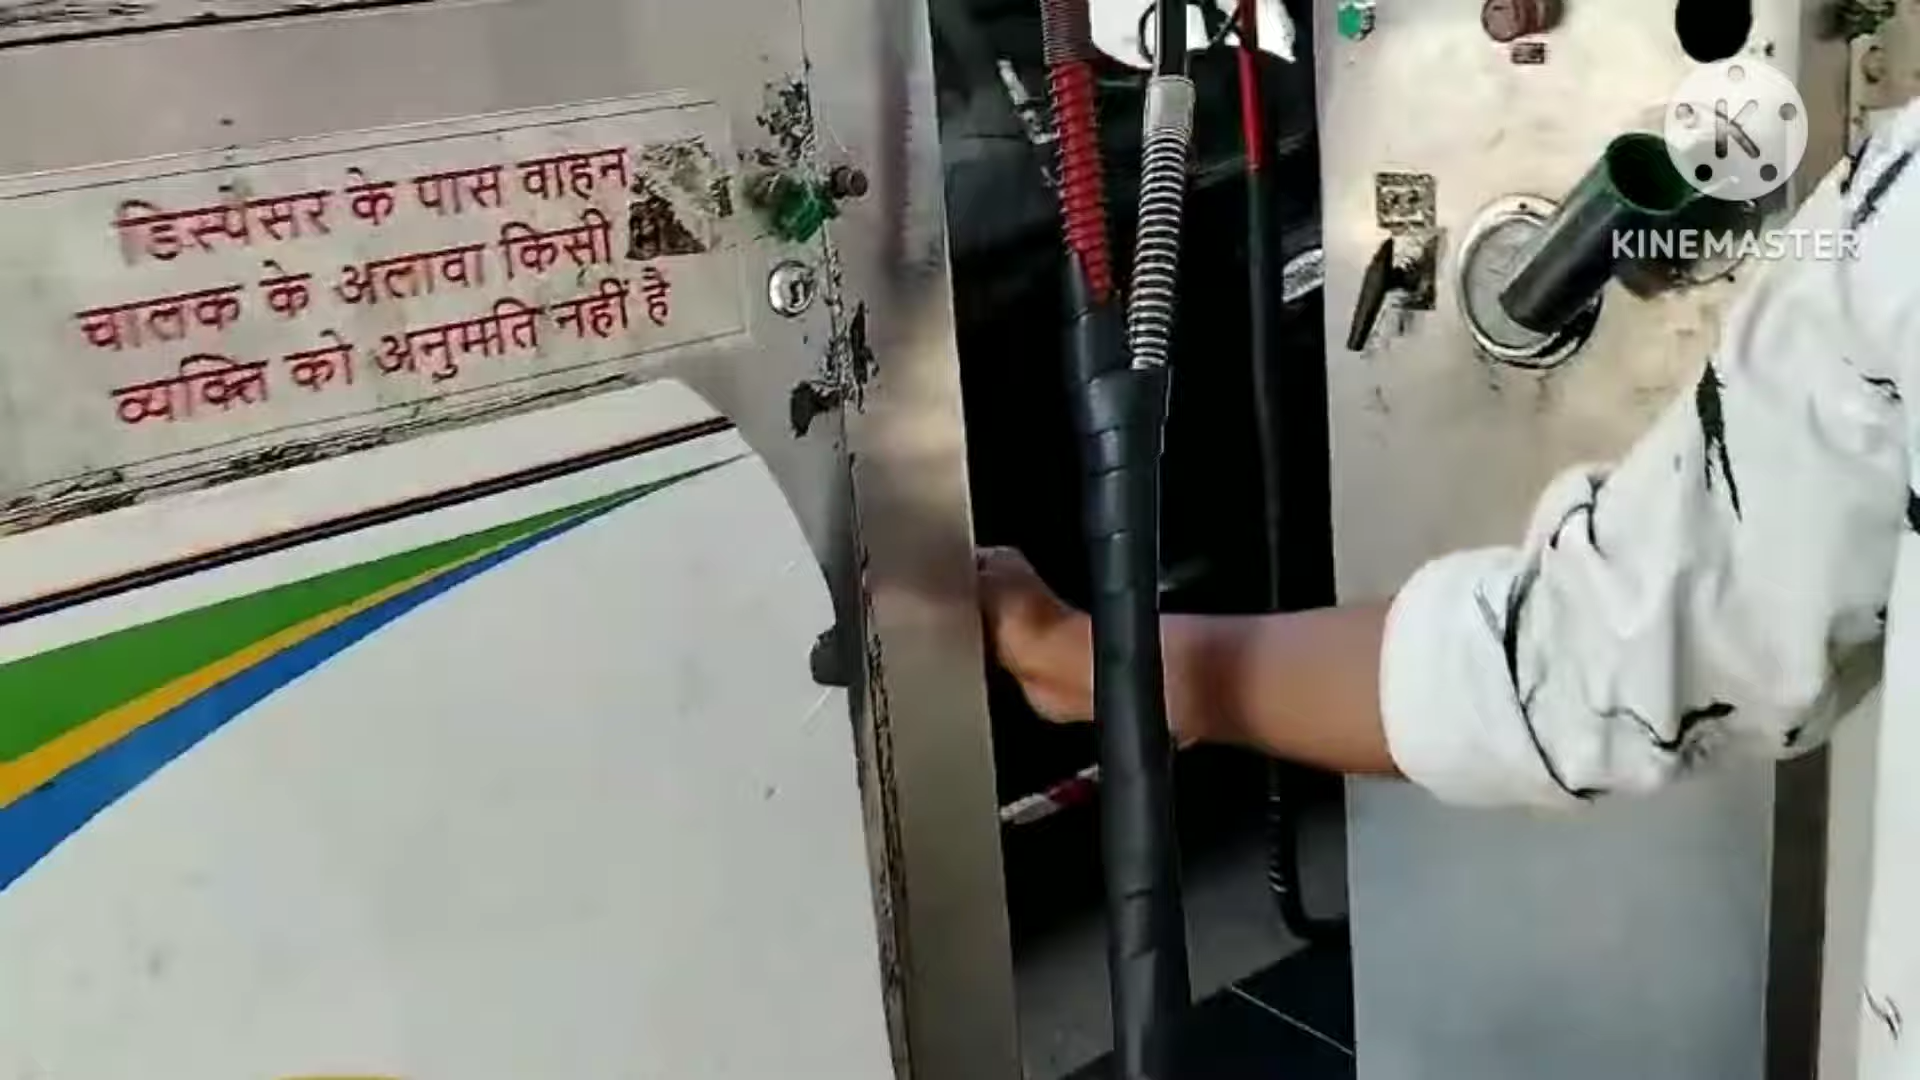 डिस्पेंसर के पास वाहन
चालक के अलावा किसी
व्यक्ति को अनुमति नहीं है
K
KINEMASTER